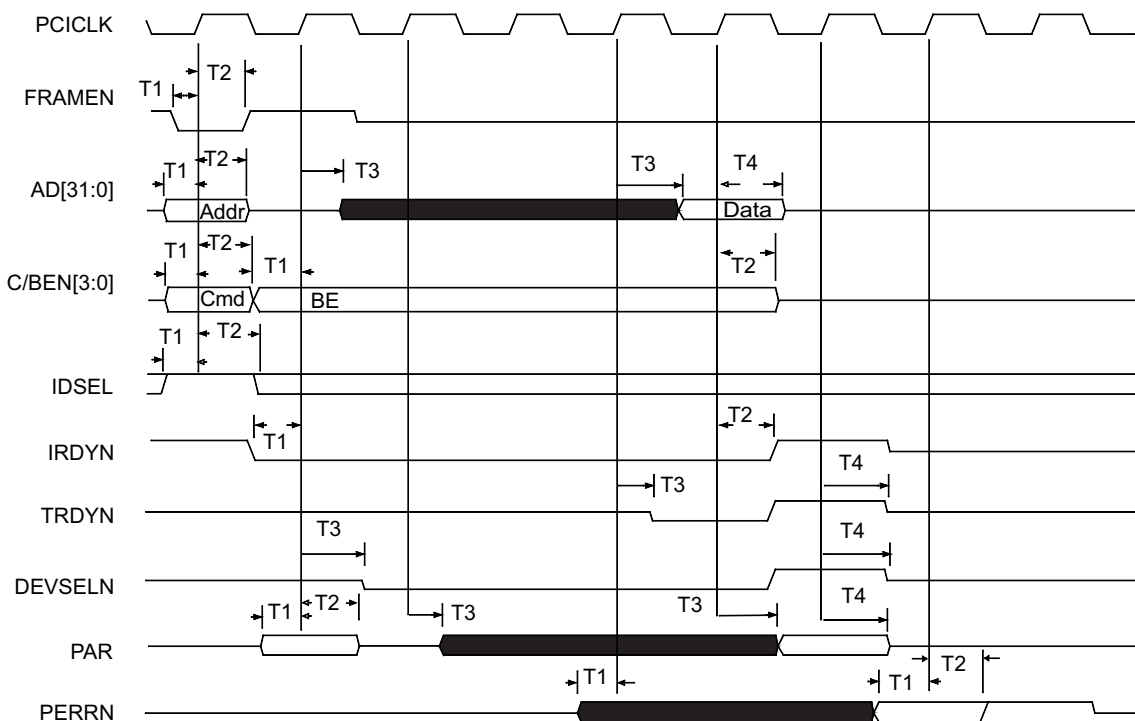 PCICLK
T2
T1
FRAMEN
T2
T1
T3
T3
T4
AD[31:0]
Addr
Data
T2
T1
T1
T2
C/BEN[3:0]
Cmd
BE
T2
T1
IDSEL
T2
T1
IRDYN
T4
T3
TRDYN
T3
T4
DEVSELN
T1
T2
T3
T3
T4
PAR
T1
T2
T1
PERRN